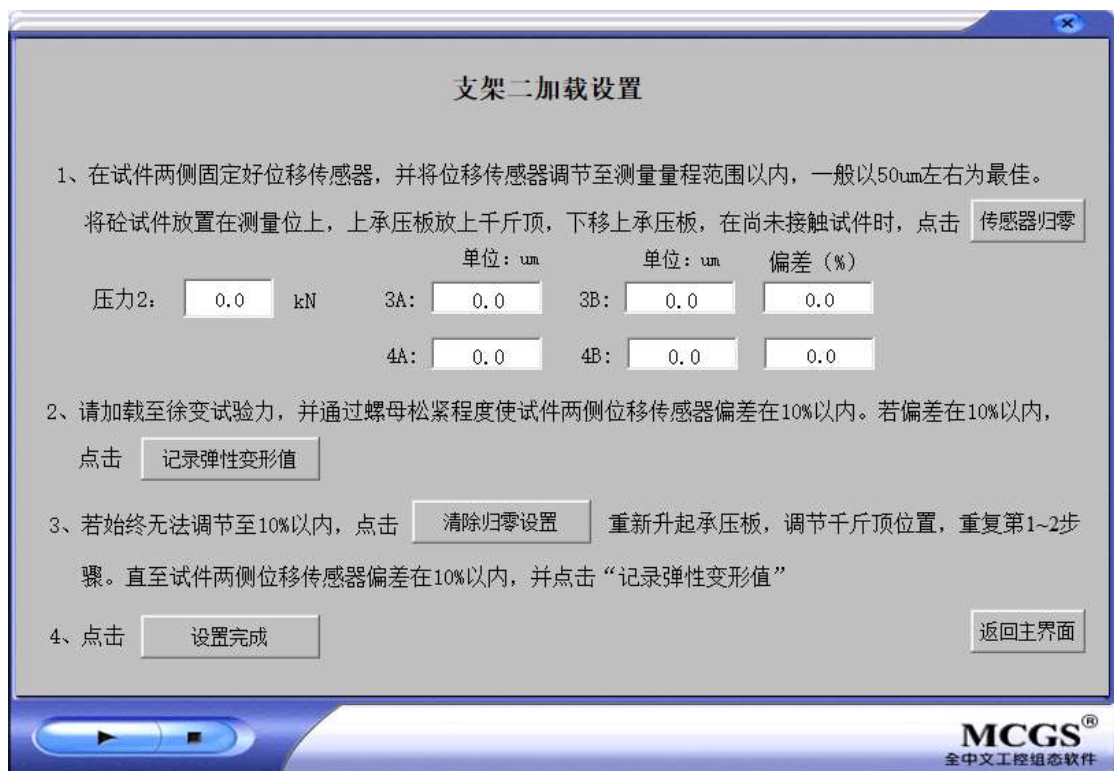 支架二加载设置
1、在试件两侧固定好位移传感器，并将位移传感器调节至测量量程范围以内，一般以50um左右为最佳。
将砼试件放置在测量位上，上承压板放上千斤顶，下移上承压板，在尚未接触试件时，点击 传感器归零
单位：um 单位：um 偏差（%）
压力2： 0.0 kN 3A: 0.0 3B: 0.0 0.0
4A: 0.0 4B: 0.0 0.0
2、请加载至徐变试验力，并通过螺母松紧程度使试件两侧位移传感器偏差在10%以内。若偏差在10%以内，
点击 记录弹性变形值
3、若始终无法调节至10%以内，点击 清除归零设置 重新升起承压板，调节千斤顶位置，重复第1~2步
骤。直至试件两侧位移传感器偏差在10%以内，并点击“记录弹性变形值”
4、点击 设置完成 返回主界面
MCGS®
全中文工控组态软件